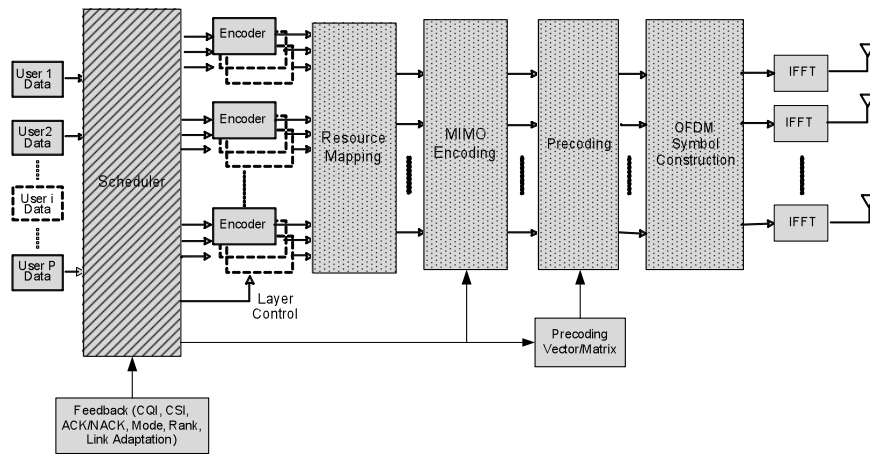 User 1
Data
User2
Data
User i
Data
User P
Data
Scheduler
Encoder
Encoder
Encoder
Layer
Control
Resource
Mapping
MIMO
Encoding
Precoding
OFDM
Symbol
Construction
IFFT
IFFT
IFFT
Precoding
Vector/Matrix
Feedback (CQI, CSI,
ACK/NACK, Mode, Rank,
Link Adaptation)